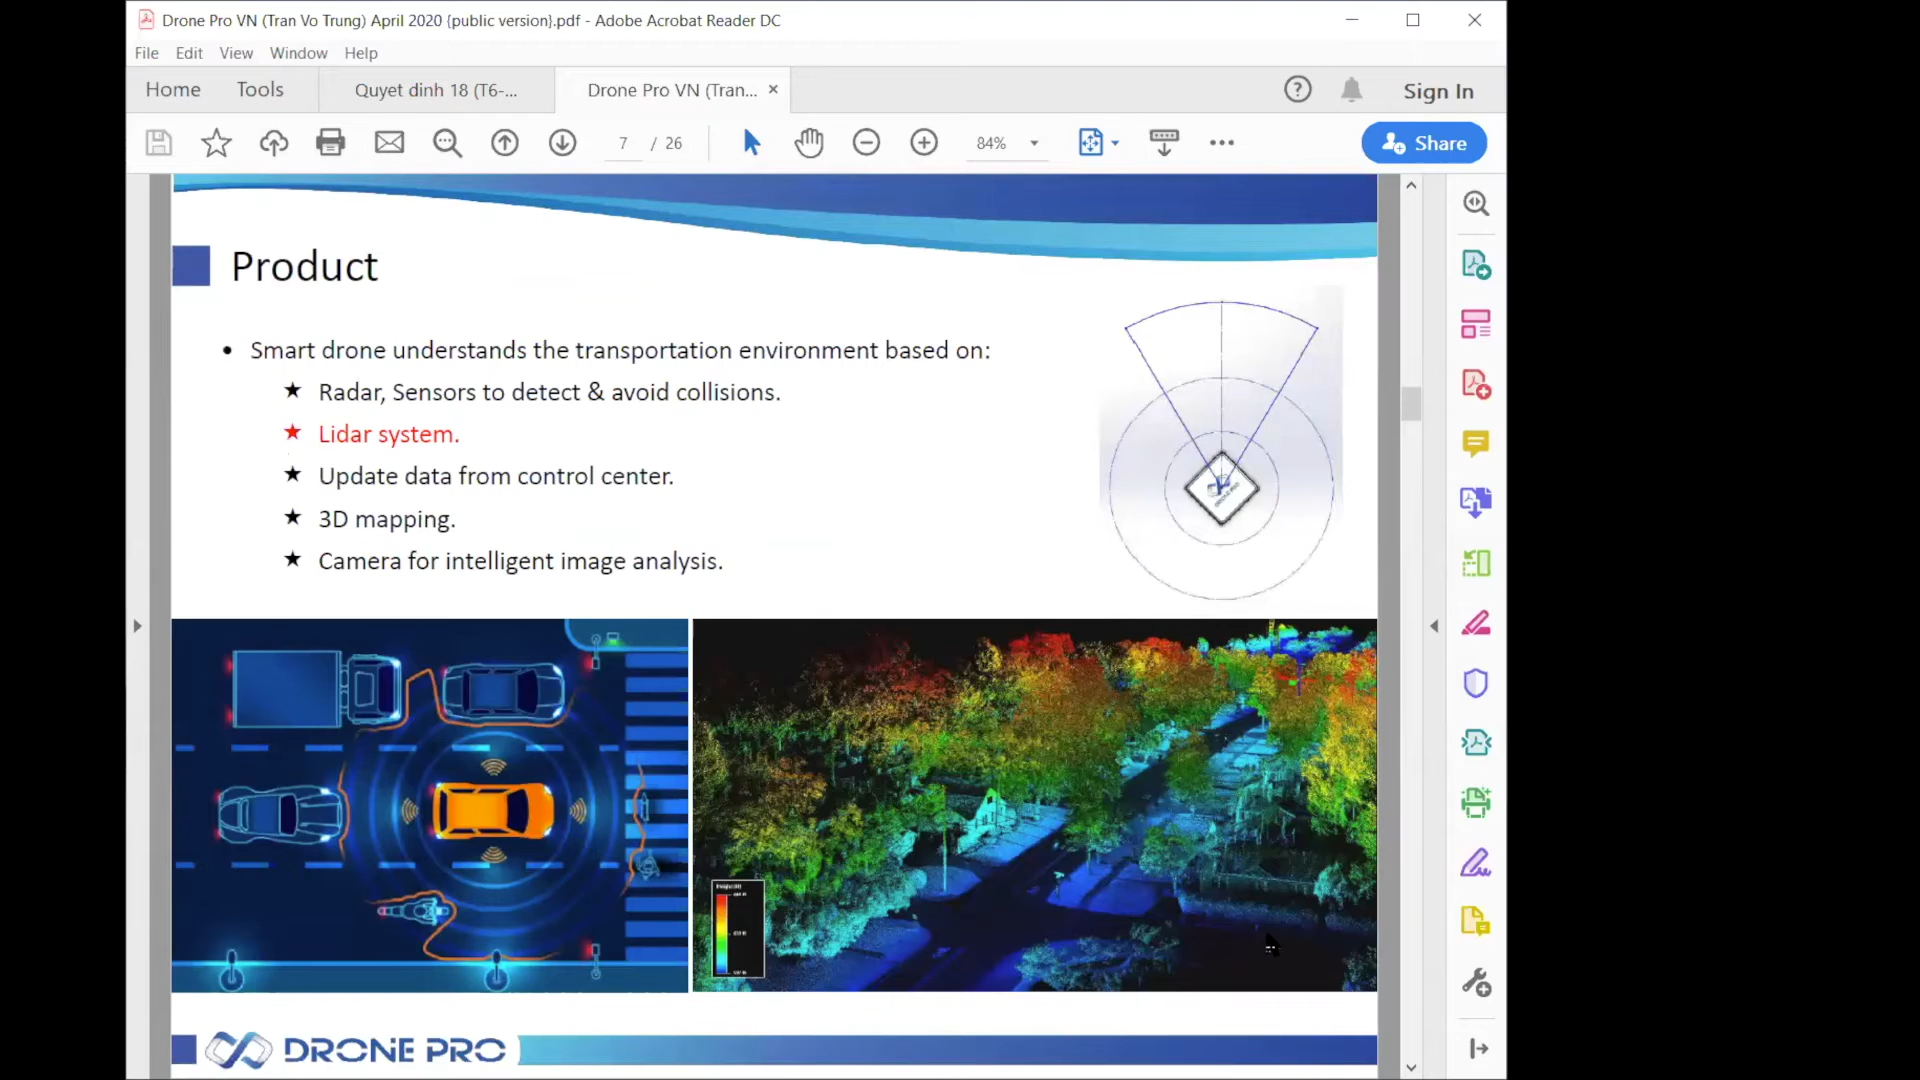 Drone Pro VN (Tran Vo Trung) April 2020 {public version}.pdf - Adobe Acrobat Reader DC
File Edit View Window Help
Home Tools Quyet dinh 18 (T6-... Drone Pro VN (Tran... × Sign In
7 / 26 84% Share
Product
• Smart drone understands the transportation environment based on:
★ Radar, Sensors to detect & avoid collisions.
★ Lidar system.
★ Update data from control center.
★ 3D mapping.
★ Camera for intelligent image analysis.
DRONE PRO